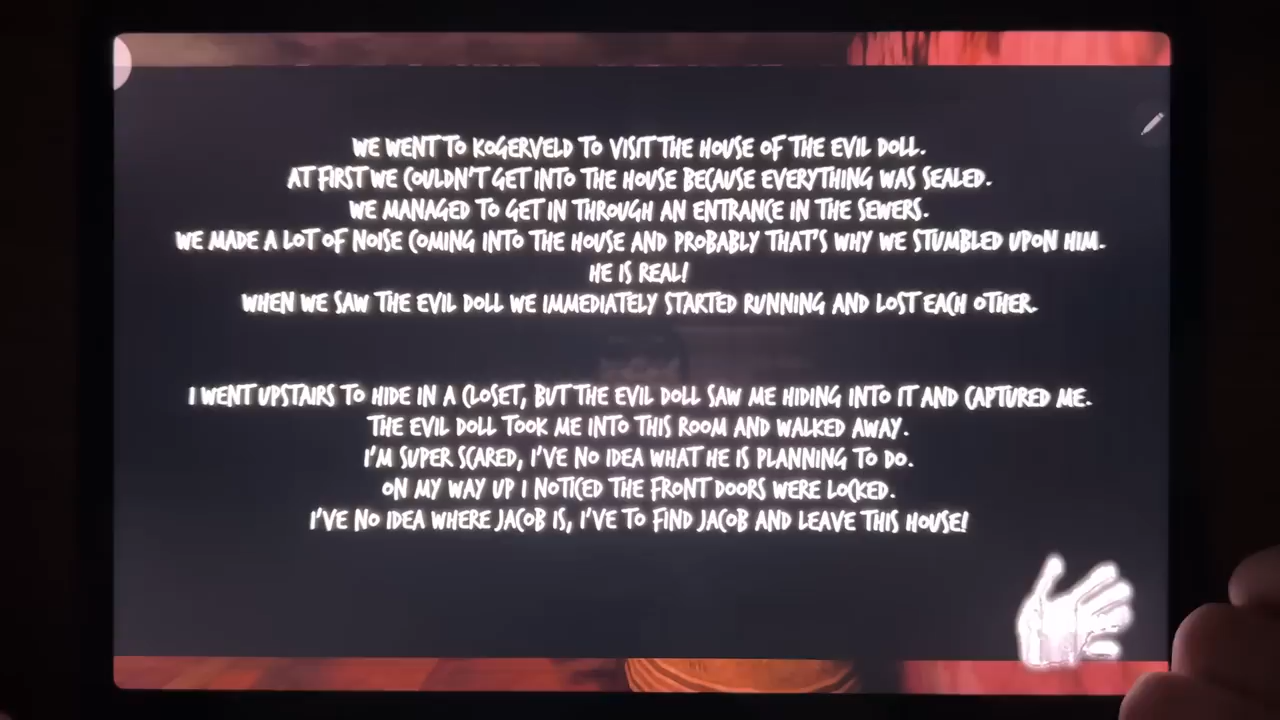 WE WENT TO KOGERVELD TO VISIT THE HOUSE OF THE EVIL DOLL.
AT FIRST WE COULDN'T GET INTO THE HOUSE BECAUSE EVERYTHING WAS SEALED.
WE MANAGED TO GET IN THROUGH AN ENTRANCE IN THE SEWERS.
WE MADE A LOT OF NOISE COMING INTO THE HOUSE AND PROBABLY THAT'S WHY WE STUMBLED UPON HIM.
HE IS REAL!
WHEN WE SAW THE EVIL DOLL WE IMMEDIATELY STARTED RUNNING AND LOST EACH OTHER.
I WENT UPSTAIRS TO HIDE IN A CLOSET, BUT THE EVIL DOLL SAW ME HIDING INTO IT AND CAPTURED ME.
THE EVIL DOLL TOOK ME INTO THIS ROOM AND WALKED AWAY.
I'M SUPER SCARED, I'VE NO IDEA WHAT HE IS PLANNING TO DO.
ON MY WAY UP I NOTICED THE FRONT DOORS WERE LOCKED.
I'VE NO IDEA WHERE JACOB IS, I'VE TO FIND JACOB AND LEAVE THIS HOUSE!